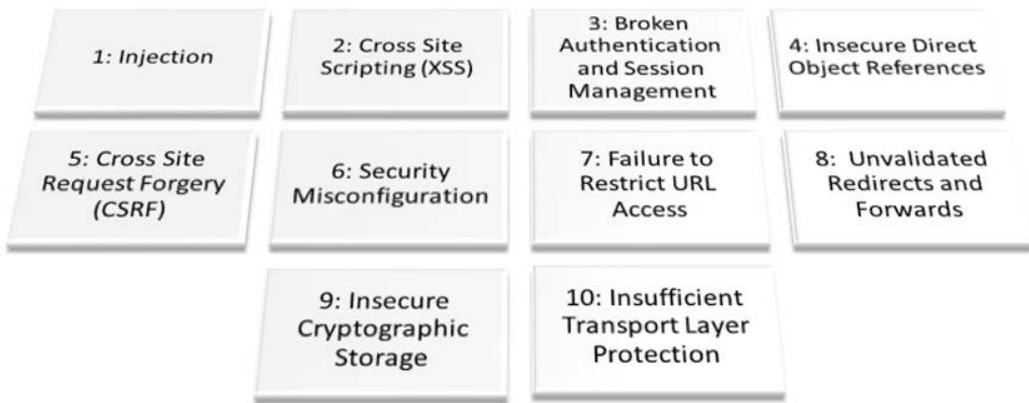 1: Injection
2: Cross Site
Scripting (XSS)
3: Broken
Authentication
and Session
Management
4: Insecure Direct
Object References
5: Cross Site
Request Forgery
(CSRF)
6: Security
Misconfiguration
7: Failure to
Restrict URL
Access
8: Unvalidated
Redirects and
Forwards
9: Insecure
Cryptographic
Storage
10: Insufficient
Transport Layer
Protection